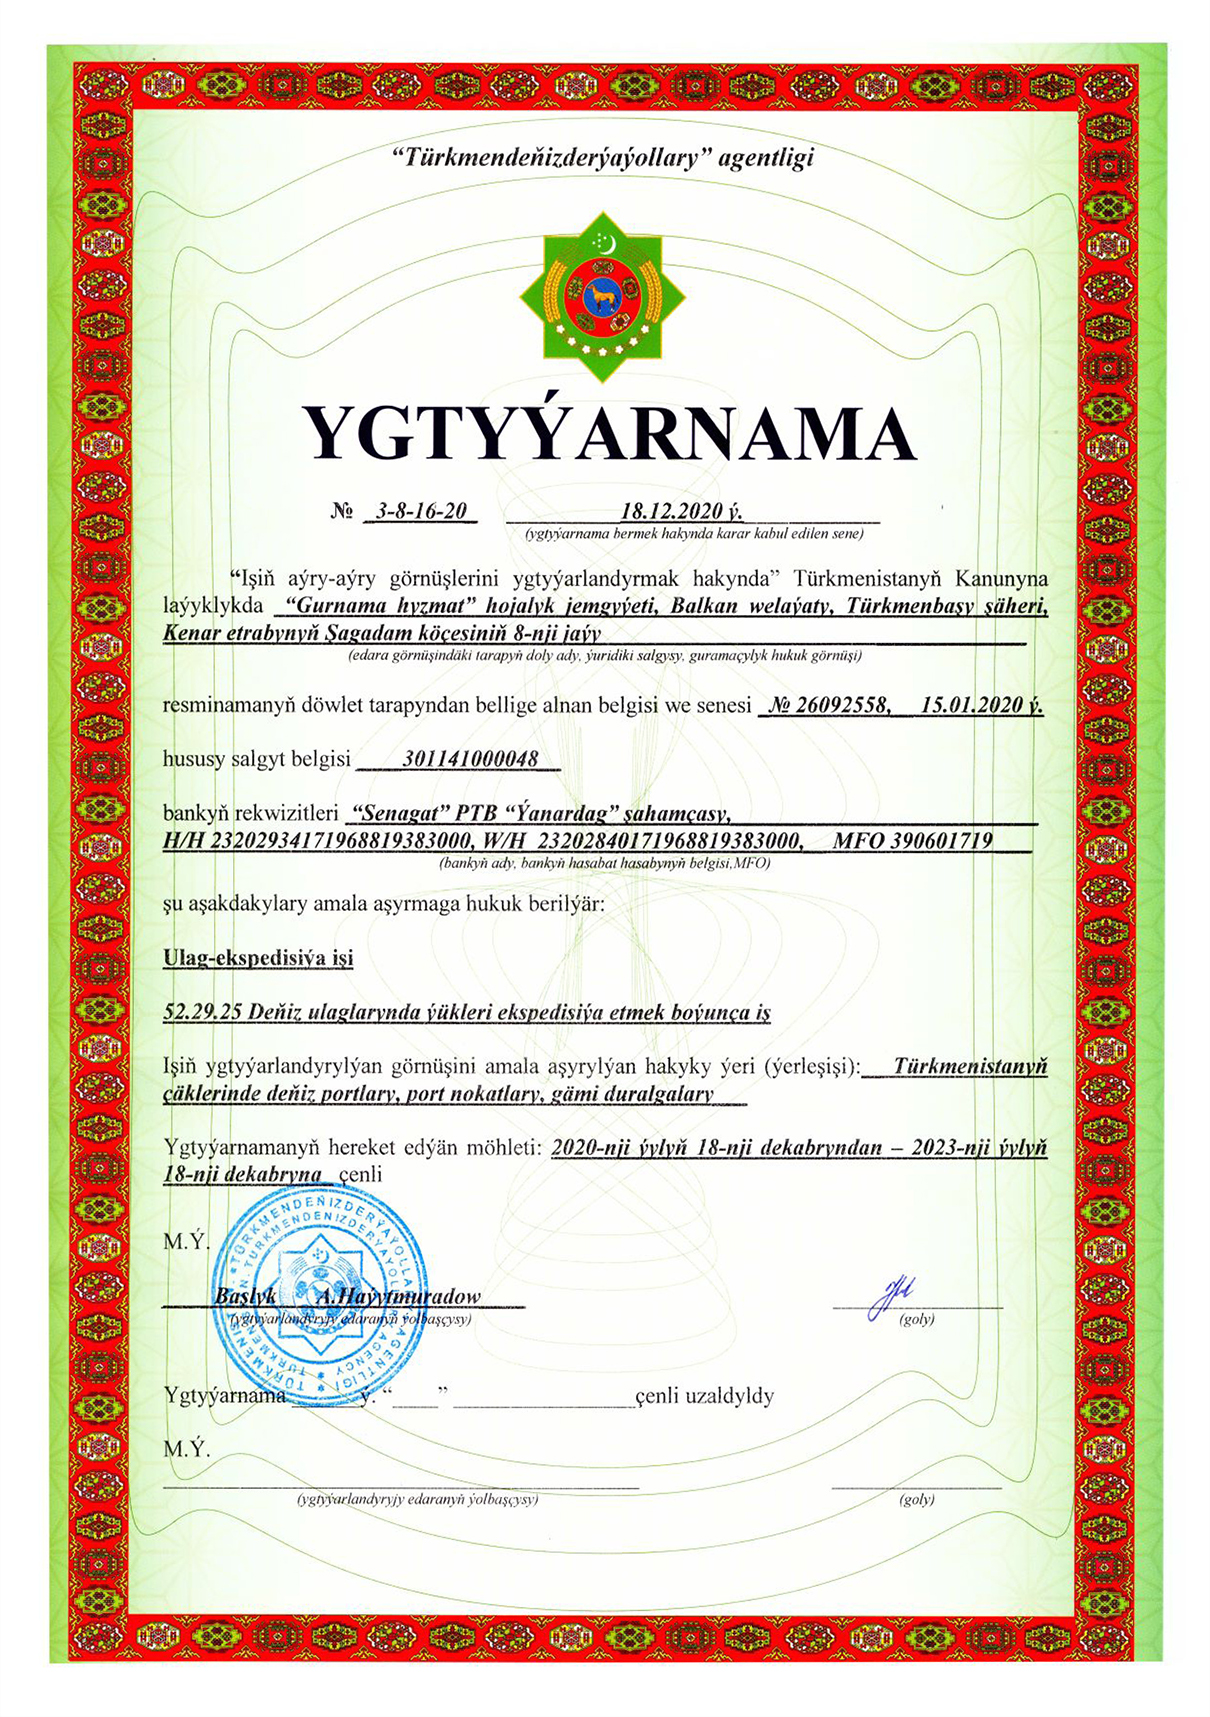 “Türkmendeňizderýaýollary” agentligi
YGTYÝARNAMA
№ 3-8-16-20 18.12.2020 ý.
(ygtyýarnama bermek hakynda karar kabul edilen sene)
“Işiň aýry-aýry görnüşlerini ygtyýarlandyrmak hakynda” Türkmenistanyň Kanunyna
laýyklykda “Gurnama hyzmat” hojalyk jemgyýeti, Balkan welaýaty, Türkmenbaşy şäheri,
Kenar etrabynyň Şagadam köçesiniň 8-nji jaýy
(edara görnüşindäki tarapyň doly ady, ýuridiki salgysy, guramaçylyk hukuk görnüşi)
resminamanyň döwlet tarapyndan bellige alnan belgisi we senesi № 26092558, 15.01.2020 ý.
hususy salgyt belgisi 301141000048
bankyň rekwizitleri “Senagat” PTB “Ýanardag” şahamçasy,
H/H 23202934171968819383000, W/H 23202840171968819383000, MFO 390601719
(bankyň ady, bankyň hasabat hasabynyň belgisi,MFO)
şu aşakdakylary amala aşyrmaga hukuk berilýär:
Ulag-ekspedisiýa işi
52.29.25 Deňiz ulaglarynda ýükleri ekspedisiýa etmek boýunça iş
Işiň ygtyýarlandyrylýan görnüşini amala aşyrylýan hakyky ýeri (ýerleşişi): Türkmenistanyň
çäklerinde deňiz portlary, port nokatlary, gämi duralgalary
Ygtyýarnamanyň hereket edýän möhleti: 2020-nji ýylyň 18-nji dekabryndan – 2023-nji ýylyň
18-nji dekabryna çenli
M.Ý.
Başlyk A.Haýytmuradow
(ygtyýarlandyryjy edaranyň ýolbaşçysy) (goly)
Ygtyýarnama ______ý. “____” ________________çenli uzaldyldy
M.Ý.
(ygtyýarlandyryjy edaranyň ýolbaşçysy) (goly)